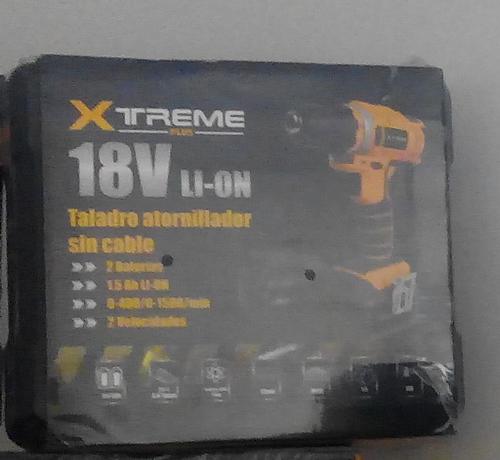 XTREME
PLUS
18V LI-ON
Taladro atornillador
sin cable
2 Baterias
1.5 Ah LI-ON
0-400/0-1500/min
2 Velocidades